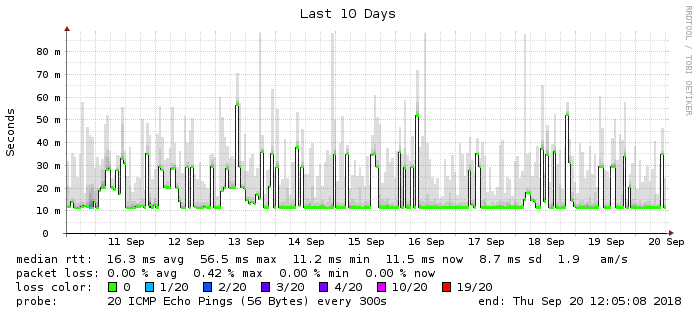 Last 10 Days
RRDTOOL / TOBI OETIKER
Seconds
80 m
70 m
60 m
50 m
40 m
30 m
20 m
10 m
0
11 Sep 12 Sep 13 Sep 14 Sep 15 Sep 16 Sep 17 Sep 18 Sep 19 Sep 20 Sep
median rtt: 16.3 ms avg 56.5 ms max 11.2 ms min 11.5 ms now 8.7 ms sd 1.9 am/s
packet loss: 0.00 % avg 0.42 % max 0.00 % min 0.00 % now
loss color: 0 1/20 2/20 3/20 4/20 10/20 19/20
probe: 20 ICMP Echo Pings (56 Bytes) every 300s end: Thu Sep 20 12:05:08 2018